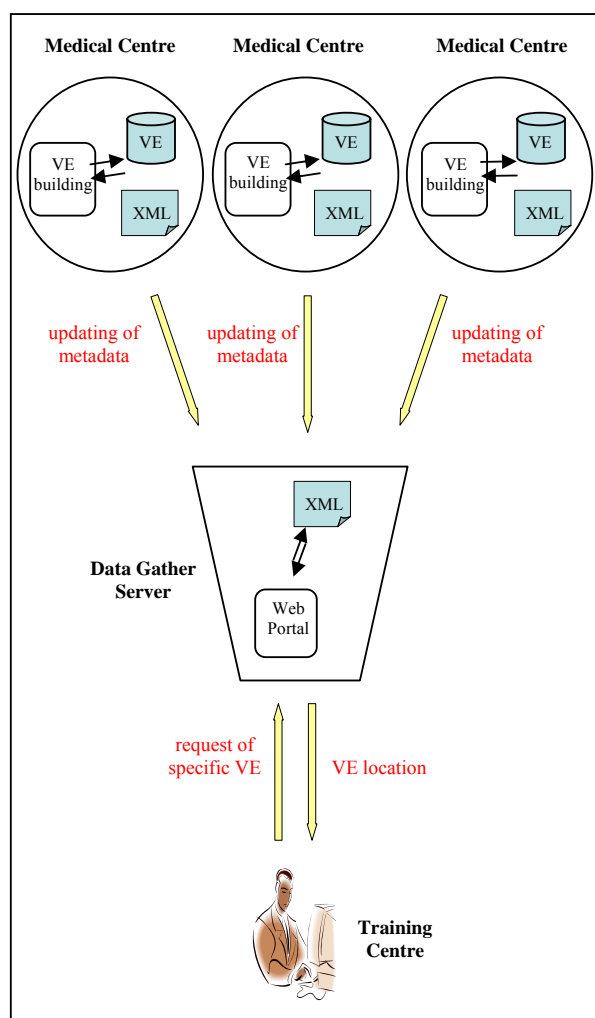 Medical Centre
Medical Centre
Medical Centre
VE
building
VE
XML
VE
building
VE
XML
VE
building
VE
XML
updating of
metadata
updating of
metadata
updating of
metadata
XML
Data Gather
Server
Web
Portal
request of
specific VE
VE location
Training
Centre